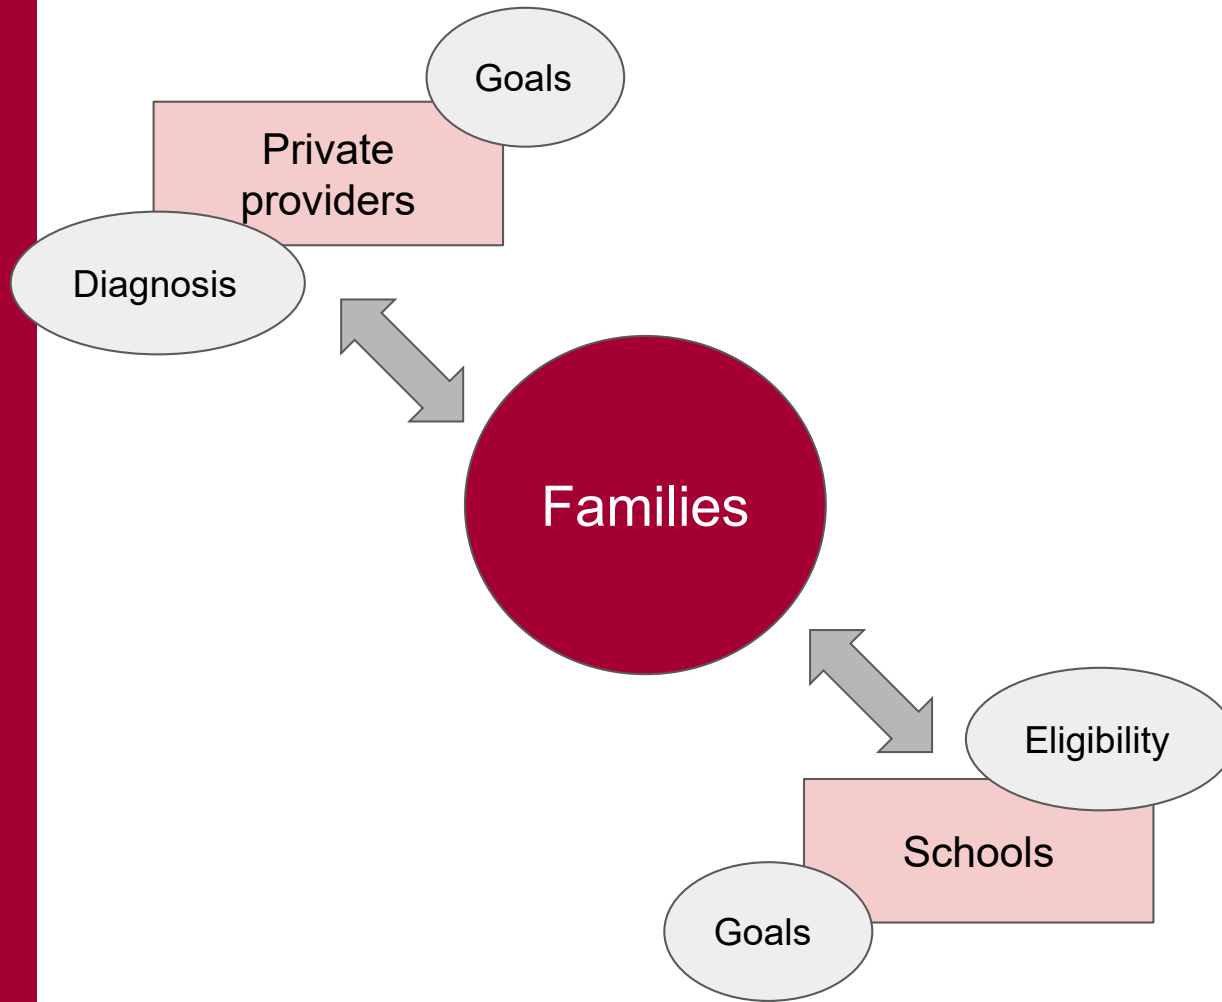 Goals
Private
providers
Diagnosis
Families
Eligibility
Schools
Goals